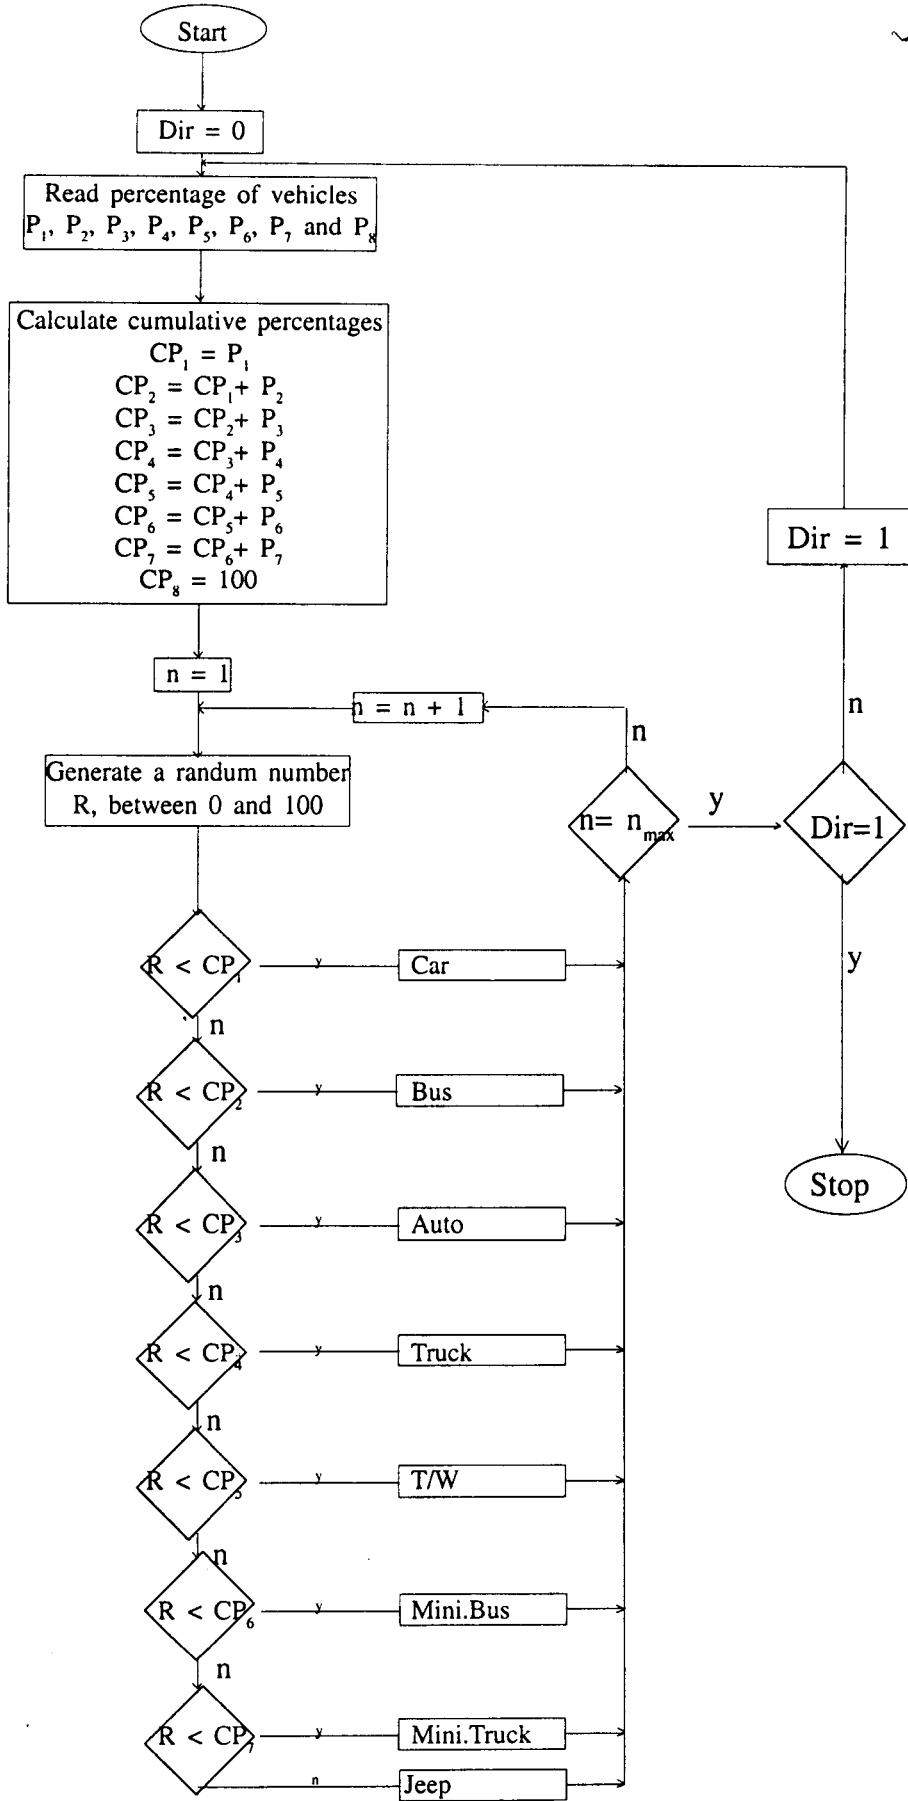 Start
Dir = 0
Read percentage of vehicles
P₁, P₂, P₃, P₄, P₅, P₆, P₇ and P₈
Calculate cumulative percentages
CP₁ = P₁
CP₂ = CP₁+ P₂
CP₃ = CP₂+ P₃
CP₄ = CP₃+ P₄
CP₅ = CP₄+ P₅
CP₆ = CP₅+ P₆
CP₇ = CP₆+ P₇
CP₈ = 100
Dir = 1
n = 1
n = n + 1
n
n
Generate a randum number
R, between 0 and 100
n= nₘₐₓ
y
Dir=1
R < CP₁
y
Car
y
n
R < CP₂
y
Bus
n
Stop
R < CP₃
y
Auto
n
R < CP₄
y
Truck
n
R < CP₅
y
T/W
n
R < CP₆
y
Mini.Bus
n
R < CP₇
y
Mini.Truck
n
Jeep